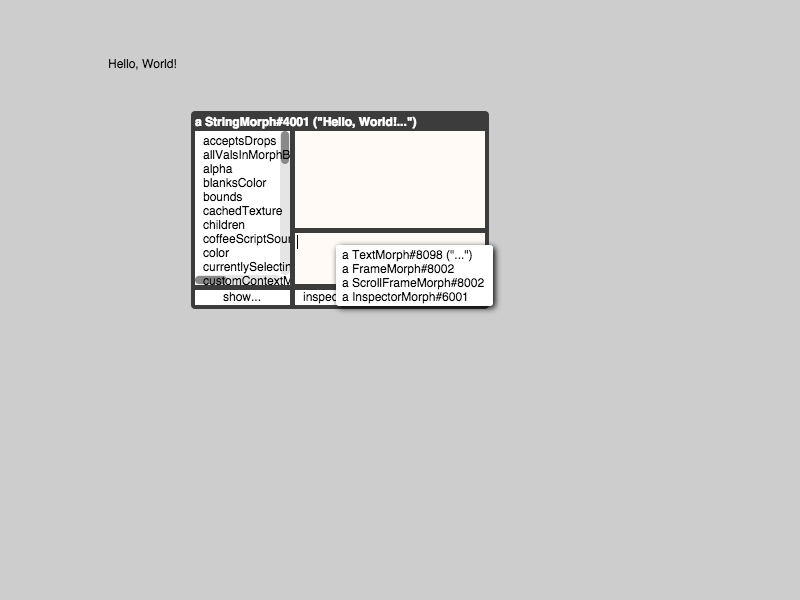 Hello, World!
a StringMorph#4001 ("Hello, World!...")
acceptsDrops
allValsInMorphB
alpha
blanksColor
bounds
cachedTexture
children
coffeeScriptSour
color
currentlySelectin
customContextM
show...
inspec
a TextMorph#8098 ("...")
a FrameMorph#8002
a ScrollFrameMorph#8002
a InspectorMorph#6001